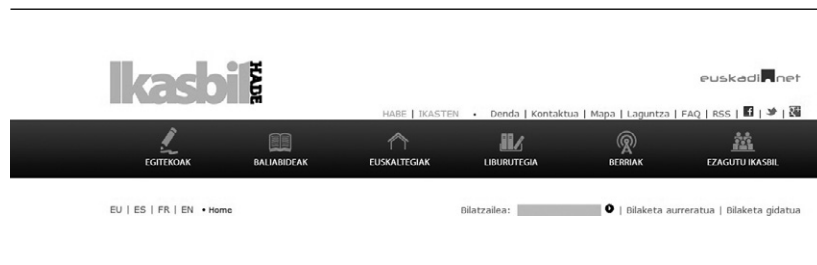 Ikasbil HABE
euskadi.net
HABE | IKASTEN • Denda | Kontaktua | Mapa | Laguntza | FAQ | RSS | f | |
EGITEKOAK BALIABIDEAK EUSKALTEGIAK LIBURUTEGIA BERRIAK EZAGUTU IKASBIL
EU | ES | FR | EN • Home Bilatzailea: | Bilaketa aurreratua | Bilaketa gidatua